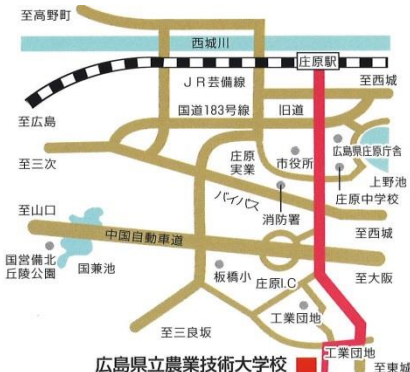 至高野町
西城川
庄原駅
JR芸備線
至西城
国道183号線
旧道
至広島
広島県庄原庁舎
市役所
庄原
実業
至三次
上野池
庄原中学校
バイパス
消防署
至山口
至西城
中国自動車道
国営備北
丘陵公園
国兼池
板橋小
庄原I.C
至大阪
工業団地
至三良坂
工業団地
広島県立農業技術大学校
至東城